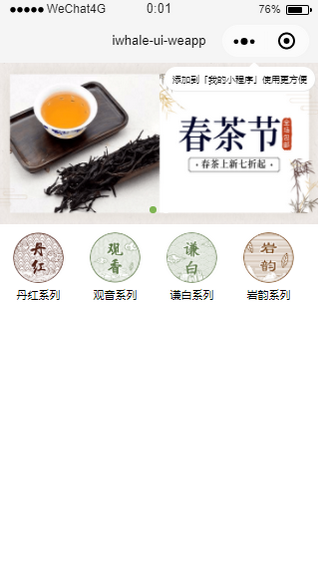 WeChat4G 0:01 76%
iwhale-ui-weapp
添加到「我的小程序」使用更方便
春茶节
全场包邮
·春茶上新七折起·
丹红 观香 谦白 岩韵
丹红系列 观音系列 谦白系列 岩韵系列